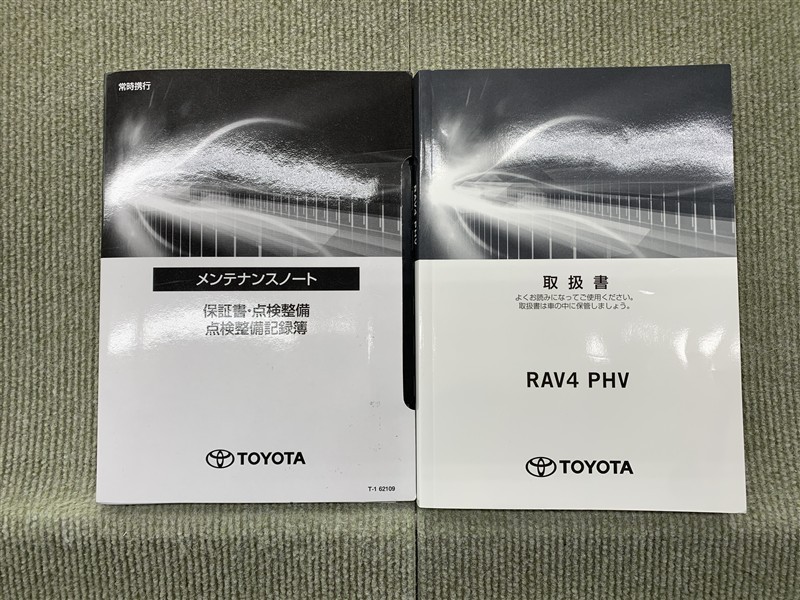 常時携行
メンテナンスノート
保証書・点検整備
点検整備記録簿
TOYOTA
T-1 62109
RAV4 PHV
取扱書
よくお読みになってご使用ください。
取扱書は車の中に保管しましょう。
RAV4 PHV
TOYOTA